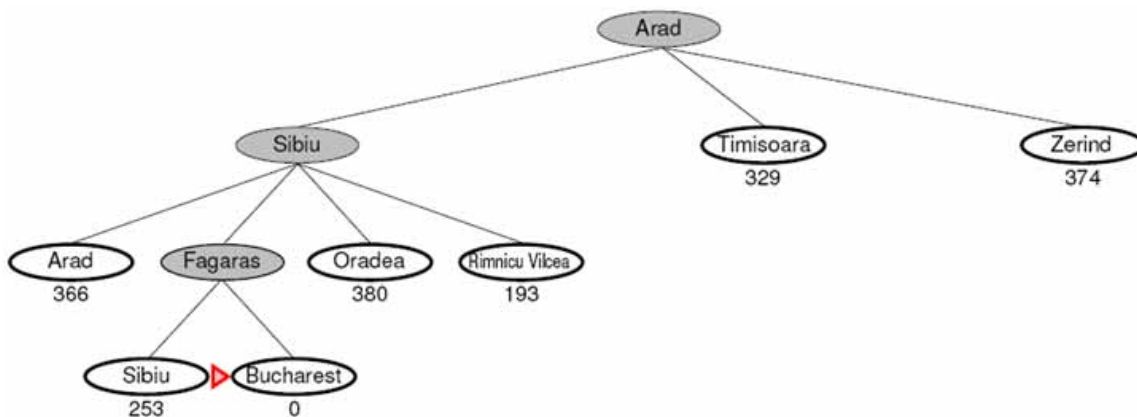 Arad
Sibiu
Timisoara
Zerind
329
374
Arad
Fagaras
Oradea
Rimnicu Vilcea
366
380
193
Sibiu
Bucharest
253
0